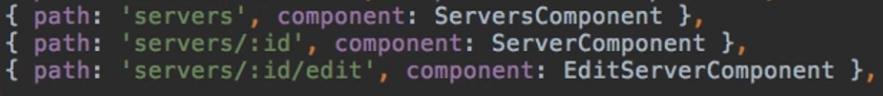 { path: 'servers', component: ServersComponent },
{ path: 'servers/:id', component: ServerComponent },
{ path: 'servers/:id/edit', component: EditServerComponent },